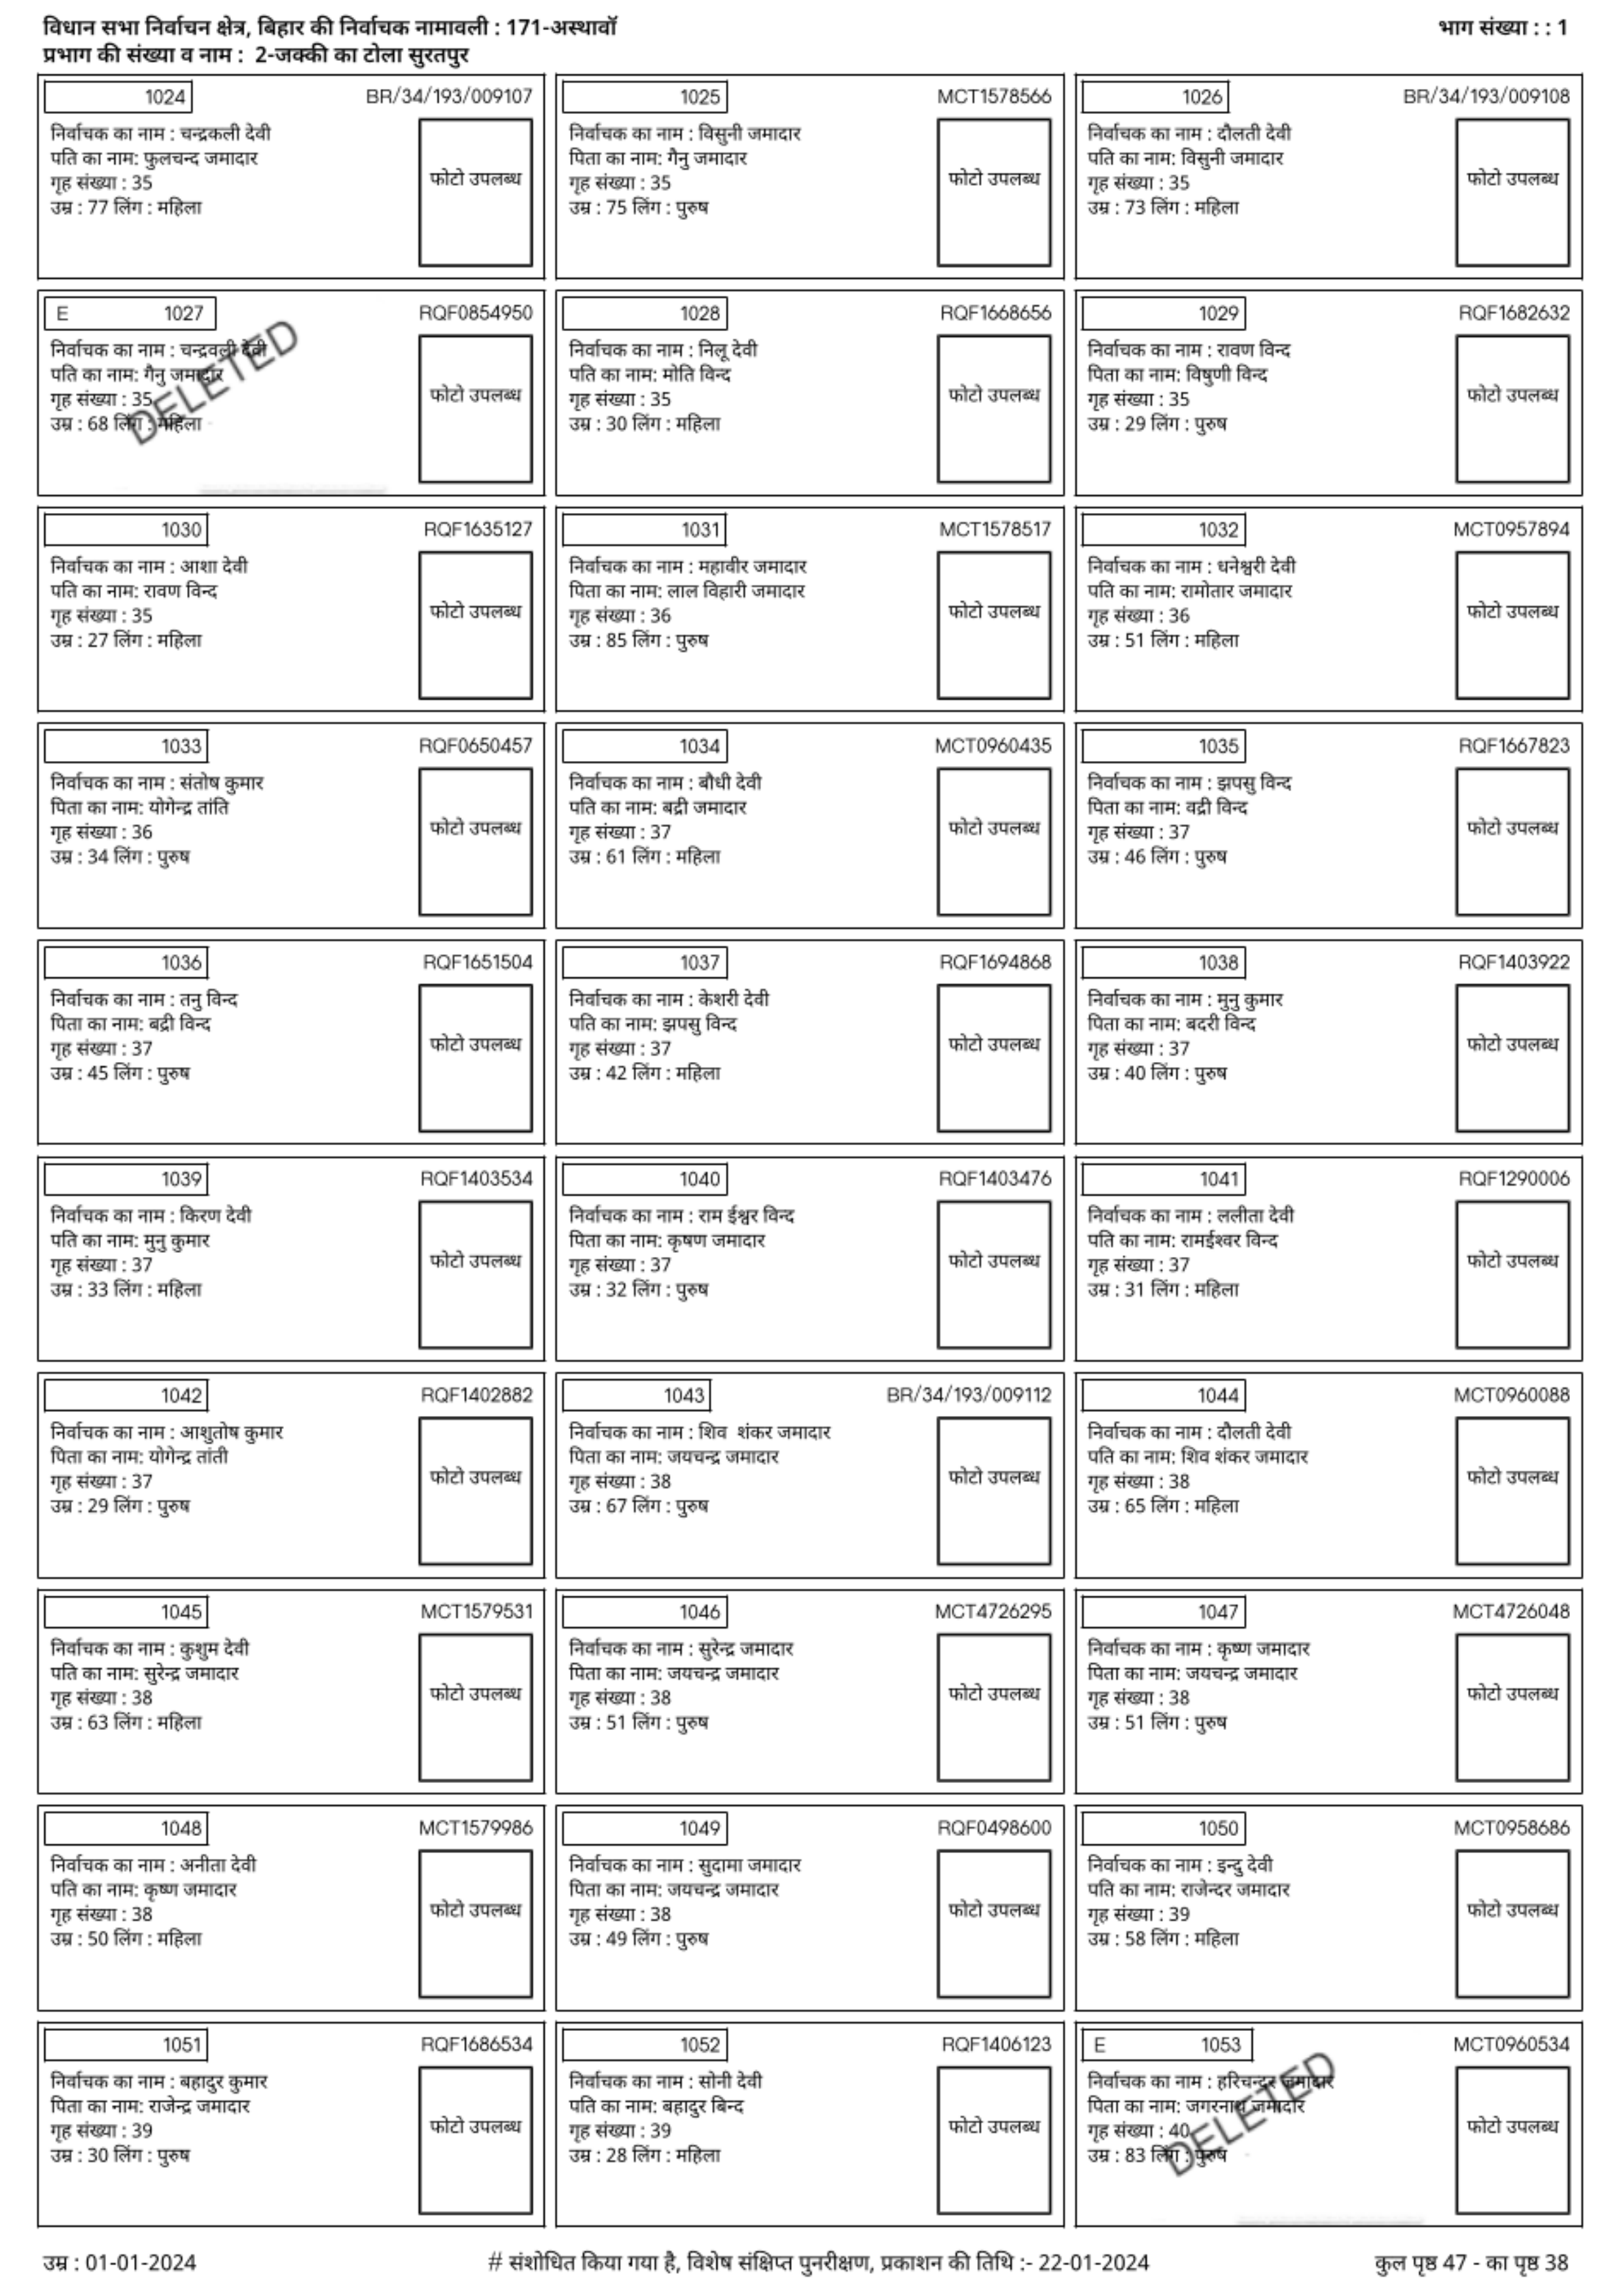 विधान सभा निर्वाचन क्षेत्र, बिहार की निर्वाचक नामावली : 171-अस्थावॉ
भाग संख्या : : 1
प्रभाग की संख्या व नाम : 2-जक्की का टोला सुरतपुर
1024 BR/34/193/009107
निर्वाचक का नाम : चन्द्रकली देवी
पति का नाम: फुलचन्द जमादार
गृह संख्या : 35
उम्र : 77 लिंग : महिला
फोटो उपलब्ध
1025 MCT1578566
निर्वाचक का नाम : विसुनी जमादार
पिता का नाम: गैनु जमादार
गृह संख्या : 35
उम्र : 75 लिंग : पुरुष
फोटो उपलब्ध
1026 BR/34/193/009108
निर्वाचक का नाम : दौलती देवी
पति का नाम: विसुनी जमादार
गृह संख्या : 35
उम्र : 73 लिंग : महिला
फोटो उपलब्ध
E 1027 RQF0854950
निर्वाचक का नाम : चन्द्रवली देवी
पति का नाम: गैनु जमादार
गृह संख्या : 35
उम्र : 68 लिंग : महिला
DELETED
फोटो उपलब्ध
1028 RQF1668656
निर्वाचक का नाम : निलू देवी
पति का नाम: मोति विन्द
गृह संख्या : 35
उम्र : 30 लिंग : महिला
फोटो उपलब्ध
1029 RQF1682632
निर्वाचक का नाम : रावण विन्द
पिता का नाम: विषुणी विन्द
गृह संख्या : 35
उम्र : 29 लिंग : पुरुष
फोटो उपलब्ध
1030 RQF1635127
निर्वाचक का नाम : आशा देवी
पति का नाम: रावण विन्द
गृह संख्या : 35
उम्र : 27 लिंग : महिला
फोटो उपलब्ध
1031 MCT1578517
निर्वाचक का नाम : महावीर जमादार
पिता का नाम: लाल विहारी जमादार
गृह संख्या : 36
उम्र : 85 लिंग : पुरुष
फोटो उपलब्ध
1032 MCT0957894
निर्वाचक का नाम : धनेश्वरी देवी
पति का नाम: रामोतार जमादार
गृह संख्या : 36
उम्र : 51 लिंग : महिला
फोटो उपलब्ध
1033 RQF0650457
निर्वाचक का नाम : संतोष कुमार
पिता का नाम: योगेन्द्र तांति
गृह संख्या : 36
उम्र : 34 लिंग : पुरुष
फोटो उपलब्ध
1034 MCT0960435
निर्वाचक का नाम : बौधी देवी
पति का नाम: बद्री जमादार
गृह संख्या : 37
उम्र : 61 लिंग : महिला
फोटो उपलब्ध
1035 RQF1667823
निर्वाचक का नाम : झपसु विन्द
पिता का नाम: वद्री विन्द
गृह संख्या : 37
उम्र : 46 लिंग : पुरुष
फोटो उपलब्ध
1036 RQF1651504
निर्वाचक का नाम : तनु विन्द
पिता का नाम: बद्री विन्द
गृह संख्या : 37
उम्र : 45 लिंग : पुरुष
फोटो उपलब्ध
1037 RQF1694868
निर्वाचक का नाम : केशरी देवी
पति का नाम: झपसु विन्द
गृह संख्या : 37
उम्र : 42 लिंग : महिला
फोटो उपलब्ध
1038 RQF1403922
निर्वाचक का नाम : मुनु कुमार
पिता का नाम: बदरी विन्द
गृह संख्या : 37
उम्र : 40 लिंग : पुरुष
फोटो उपलब्ध
1039 RQF1403534
निर्वाचक का नाम : किरण देवी
पति का नाम: मुनु कुमार
गृह संख्या : 37
उम्र : 33 लिंग : महिला
फोटो उपलब्ध
1040 RQF1403476
निर्वाचक का नाम : राम ईश्वर विन्द
पिता का नाम: कृषण जमादार
गृह संख्या : 37
उम्र : 32 लिंग : पुरुष
फोटो उपलब्ध
1041 RQF1290006
निर्वाचक का नाम : ललीता देवी
पति का नाम: रामईश्वर विन्द
गृह संख्या : 37
उम्र : 31 लिंग : महिला
फोटो उपलब्ध
1042 RQF1402882
निर्वाचक का नाम : आशुतोष कुमार
पिता का नाम: योगेन्द्र तांती
गृह संख्या : 37
उम्र : 29 लिंग : पुरुष
फोटो उपलब्ध
1043 BR/34/193/009112
निर्वाचक का नाम : शिव शंकर जमादार
पिता का नाम: जयचन्द्र जमादार
गृह संख्या : 38
उम्र : 67 लिंग : पुरुष
फोटो उपलब्ध
1044 MCT0960088
निर्वाचक का नाम : दौलती देवी
पति का नाम: शिव शंकर जमादार
गृह संख्या : 38
उम्र : 65 लिंग : महिला
फोटो उपलब्ध
1045 MCT1579531
निर्वाचक का नाम : कुशुम देवी
पति का नाम: सुरेन्द्र जमादार
गृह संख्या : 38
उम्र : 63 लिंग : महिला
फोटो उपलब्ध
1046 MCT4726295
निर्वाचक का नाम : सुरेन्द्र जमादार
पिता का नाम: जयचन्द्र जमादार
गृह संख्या : 38
उम्र : 51 लिंग : पुरुष
फोटो उपलब्ध
1047 MCT4726048
निर्वाचक का नाम : कृष्ण जमादार
पिता का नाम: जयचन्द्र जमादार
गृह संख्या : 38
उम्र : 51 लिंग : पुरुष
फोटो उपलब्ध
1048 MCT1579986
निर्वाचक का नाम : अनीता देवी
पति का नाम: कृष्ण जमादार
गृह संख्या : 38
उम्र : 50 लिंग : महिला
फोटो उपलब्ध
1049 RQF0498600
निर्वाचक का नाम : सुदामा जमादार
पिता का नाम: जयचन्द्र जमादार
गृह संख्या : 38
उम्र : 49 लिंग : पुरुष
फोटो उपलब्ध
1050 MCT0958686
निर्वाचक का नाम : इन्दु देवी
पति का नाम: राजेन्दर जमादार
गृह संख्या : 39
उम्र : 58 लिंग : महिला
फोटो उपलब्ध
1051 RQF1686534
निर्वाचक का नाम : बहादुर कुमार
पिता का नाम: राजेन्द्र जमादार
गृह संख्या : 39
उम्र : 30 लिंग : पुरुष
फोटो उपलब्ध
1052 RQF1406123
निर्वाचक का नाम : सोनी देवी
पति का नाम: बहादुर बिन्द
गृह संख्या : 39
उम्र : 28 लिंग : महिला
फोटो उपलब्ध
E 1053 MCT0960534
निर्वाचक का नाम : हरिचन्दर जमादार
पिता का नाम: जगरनाथ जमादार
गृह संख्या : 40
उम्र : 83 लिंग : पुरुष
DELETED
फोटो उपलब्ध
उम्र : 01-01-2024
# संशोधित किया गया है, विशेष संक्षिप्त पुनरीक्षण, प्रकाशन की तिथि :- 22-01-2024
कुल पृष्ठ 47 - का पृष्ठ 38